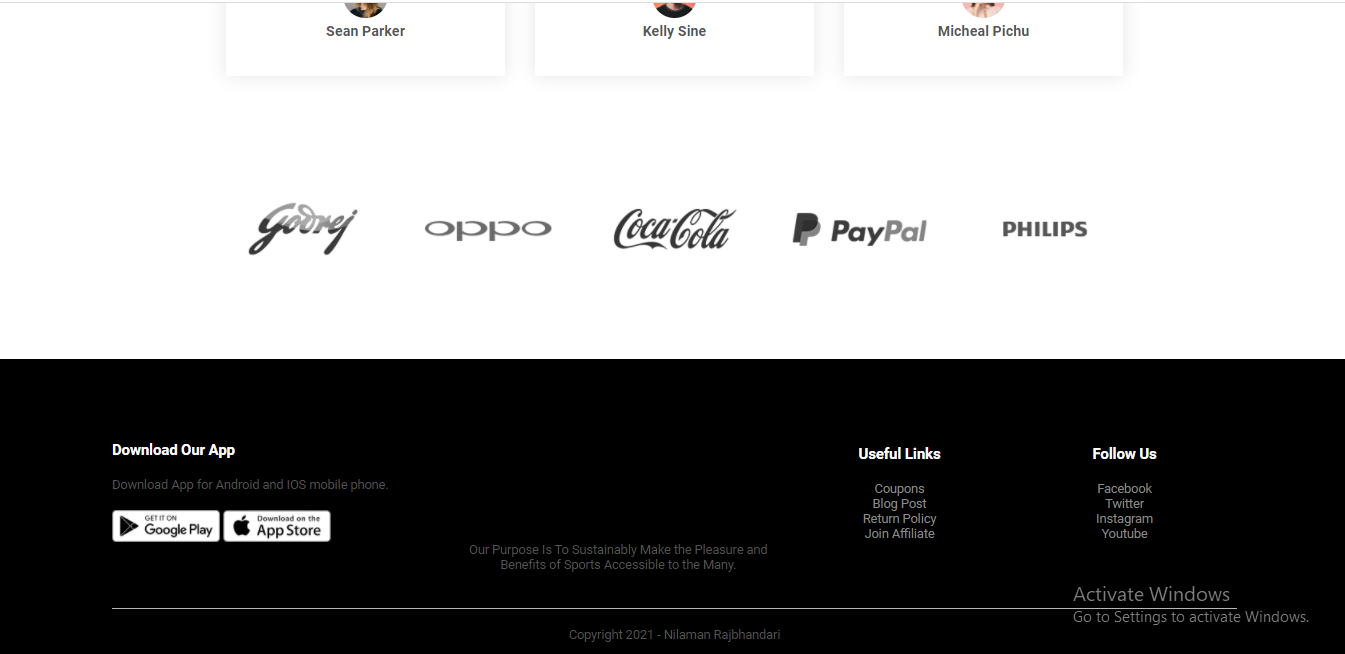 Sean Parker
Kelly Sine
Micheal Pichu
Godrej
oppo
Coca-Cola
PayPal
PHILIPS
Download Our App
Download App for Android and IOS mobile phone.
GET IT ON
Google Play
Download on the
App Store
Our Purpose Is To Sustainably Make the Pleasure and
Benefits of Sports Accessible to the Many.
Useful Links
Coupons
Blog Post
Return Policy
Join Affiliate
Follow Us
Facebook
Twitter
Instagram
Youtube
Activate Windows
Go to Settings to activate Windows.
Copyright 2021 - Nilaman Rajbhandari